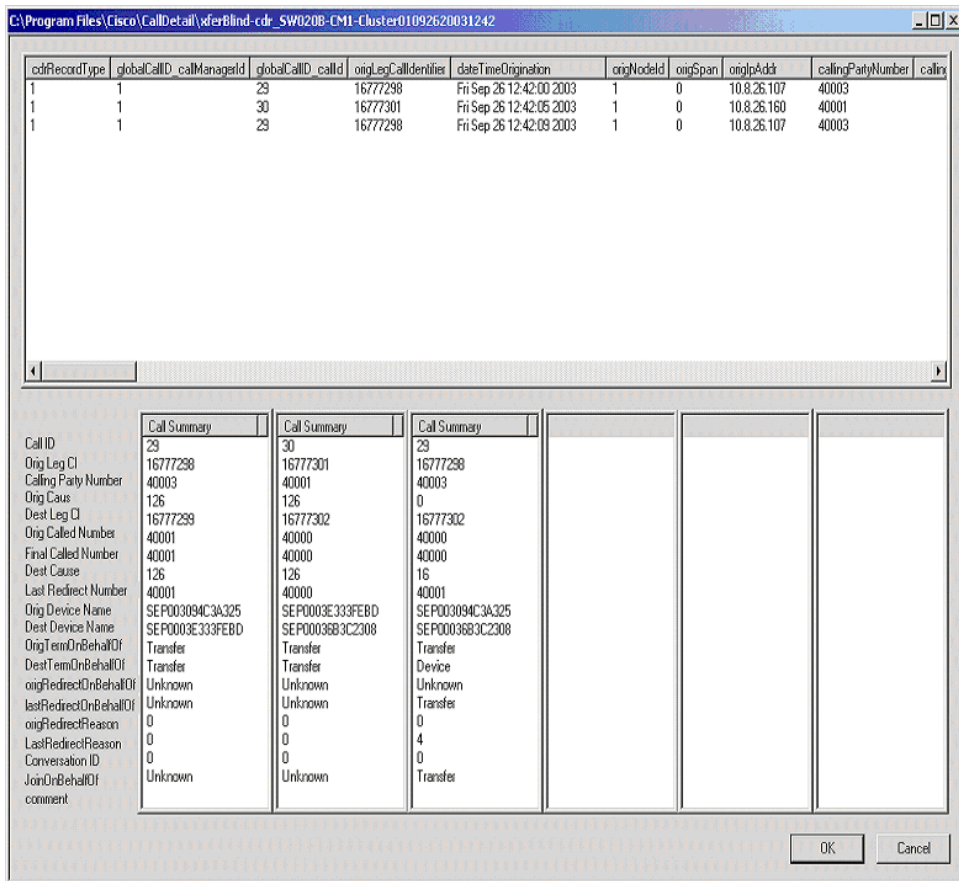 C:\Program Files\Cisco\CallDetail\xferBlind-cdr_SW020B-CM1-Cluster01092620031242
cdrRecordType globalCallID_callManagerId globalCallID_callId origLegCallIdentifier dateTimeOrigination origNodeId origSpan origIpAddr callingPartyNumber calling
1 1 29 16777298 Fri Sep 26 12:42:00 2003 1 0 10.8.26.107 40003
1 1 30 16777301 Fri Sep 26 12:42:05 2003 1 0 10.8.26.160 40001
1 1 29 16777298 Fri Sep 26 12:42:09 2003 1 0 10.8.26.107 40003
Call Summary Call Summary Call Summary
Call ID 29 30 29
Orig Leg CI 16777298 16777301 16777298
Calling Party Number 40003 40001 40003
Orig Caus 126 126 0
Dest Leg CI 16777299 16777302 16777302
Orig Called Number 40001 40000 40000
Final Called Number 40001 40000 40000
Dest Cause 126 126 16
Last Redirect Number 40001 40000 40001
Orig Device Name SEP003094C3A325 SEP0003E333FEBD SEP003094C3A325
Dest Device Name SEP0003E333FEBD SEP00036B3C2308 SEP00036B3C2308
OrigTermOnBehalfOf Transfer Transfer Transfer
DestTermOnBehalfOf Transfer Transfer Device
origRedirectOnBehalfOf Unknown Unknown Unknown
lastRedirectOnBehalfOf Unknown Unknown Transfer
origRedirectReason 0 0 0
LastRedirectReason 0 0 4
Conversation ID 0 0 0
JoinOnBehalfOf Unknown Unknown Transfer
comment
OK Cancel